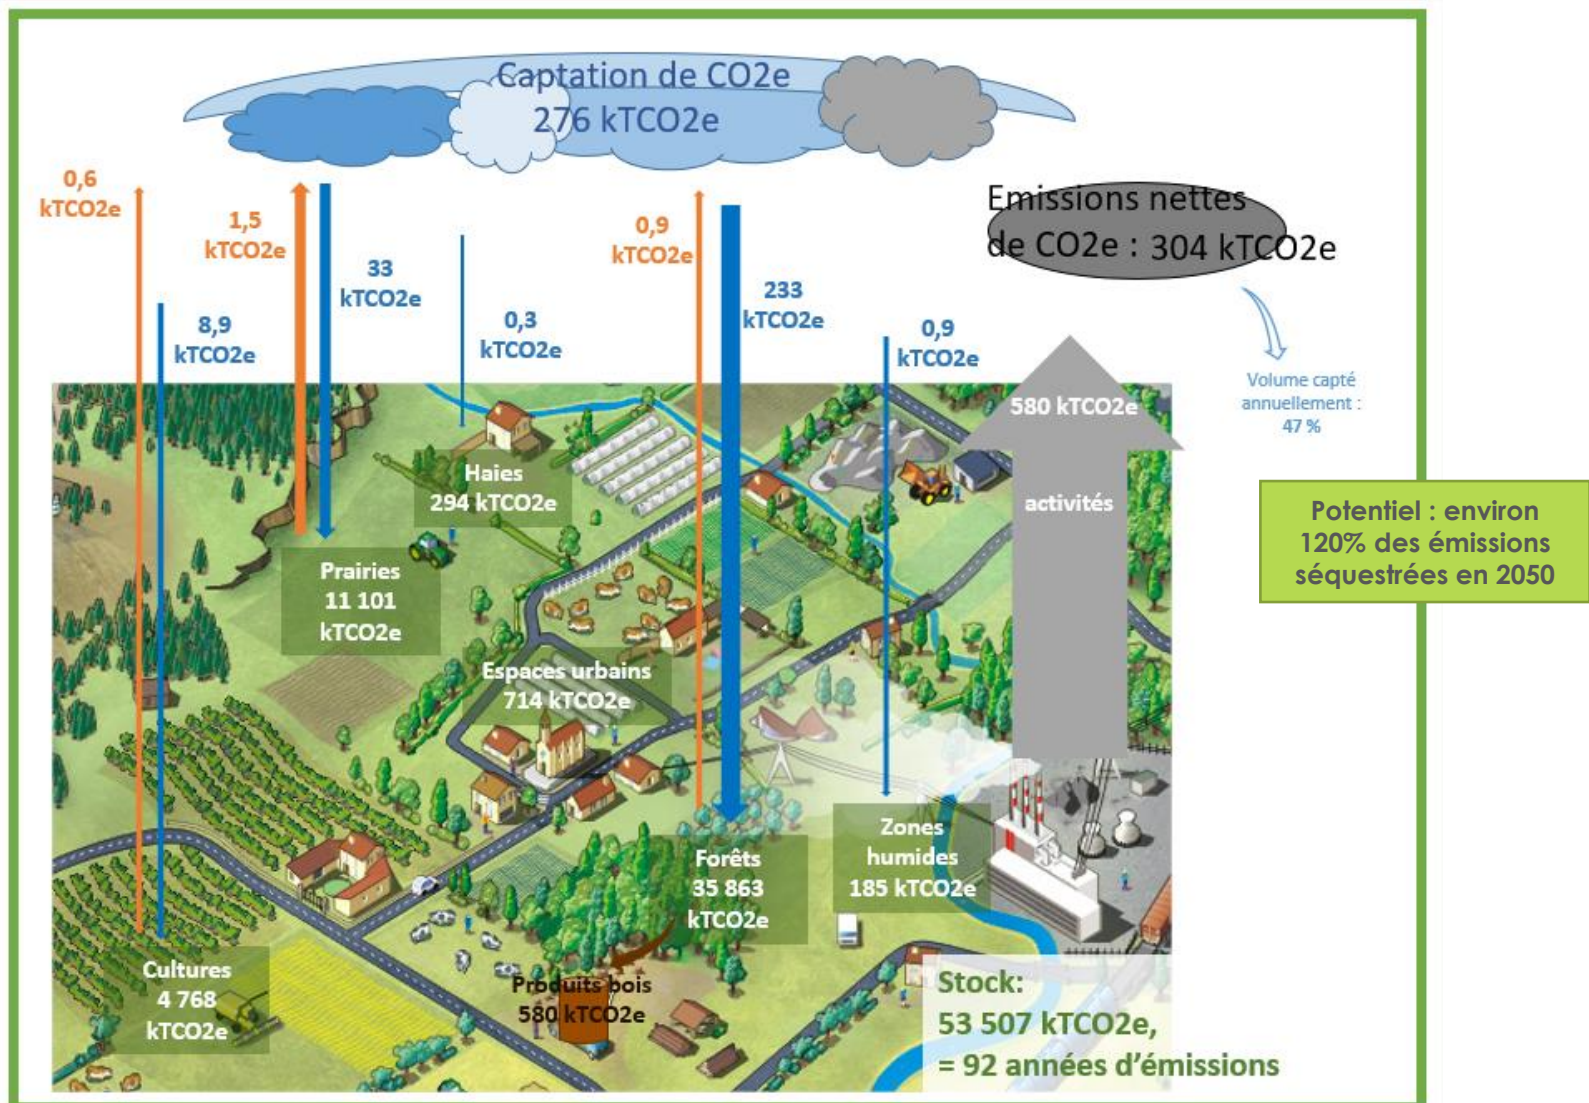 Captation de CO2e
276 kTCO2e
0,6
kTCO2e
1,5
kTCO2e
33
kTCO2e
8,9
kTCO2e
0,3
kTCO2e
0,9
kTCO2e
233
kTCO2e
0,9
kTCO2e
Emissions nettes
de CO2e : 304 kTCO2e
Volume capté
annuellement :
47 %
580 kTCO2e
activités
Potentiel : environ
120% des émissions
séquestrées en 2050
Haies
294 kTCO2e
Prairies
11 101
kTCO2e
Espaces urbains
714 kTCO2e
Forêts
35 863
kTCO2e
Zones
humides
185 kTCO2e
Cultures
4 768
kTCO2e
Produits bois
580 kTCO2e
Stock:
53 507 kTCO2e,
= 92 années d'émissions